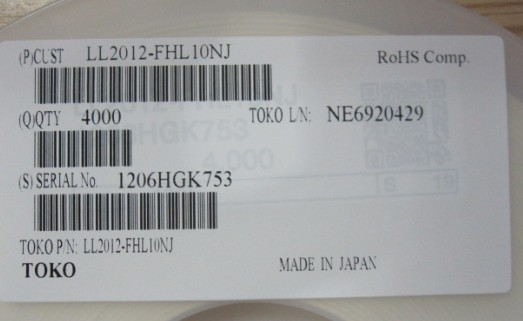 (P)CUST LL2012-FHL10NJ RoHS Comp.
(Q)QTY 4000 TOKO L/N: NE6920429
(S) SERIAL No. 1206HGK753
TOKO P/N: LL2012-FHL10NJ
TOKO MADE IN JAPAN